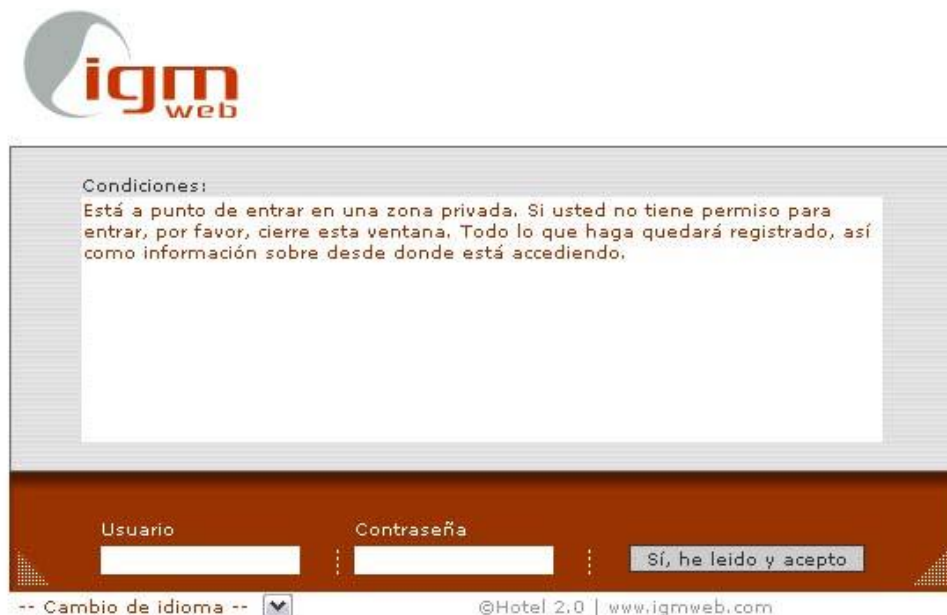 igm
web
Condiciones:
Está a punto de entrar en una zona privada. Si usted no tiene permiso para
entrar, por favor, cierre esta ventana. Todo lo que haga quedará registrado, así
como información sobre desde donde está accediendo.
Usuario Contraseña
Sí, he leido y acepto
-- Cambio de idioma -- ©Hotel 2.0 | www.igmweb.com